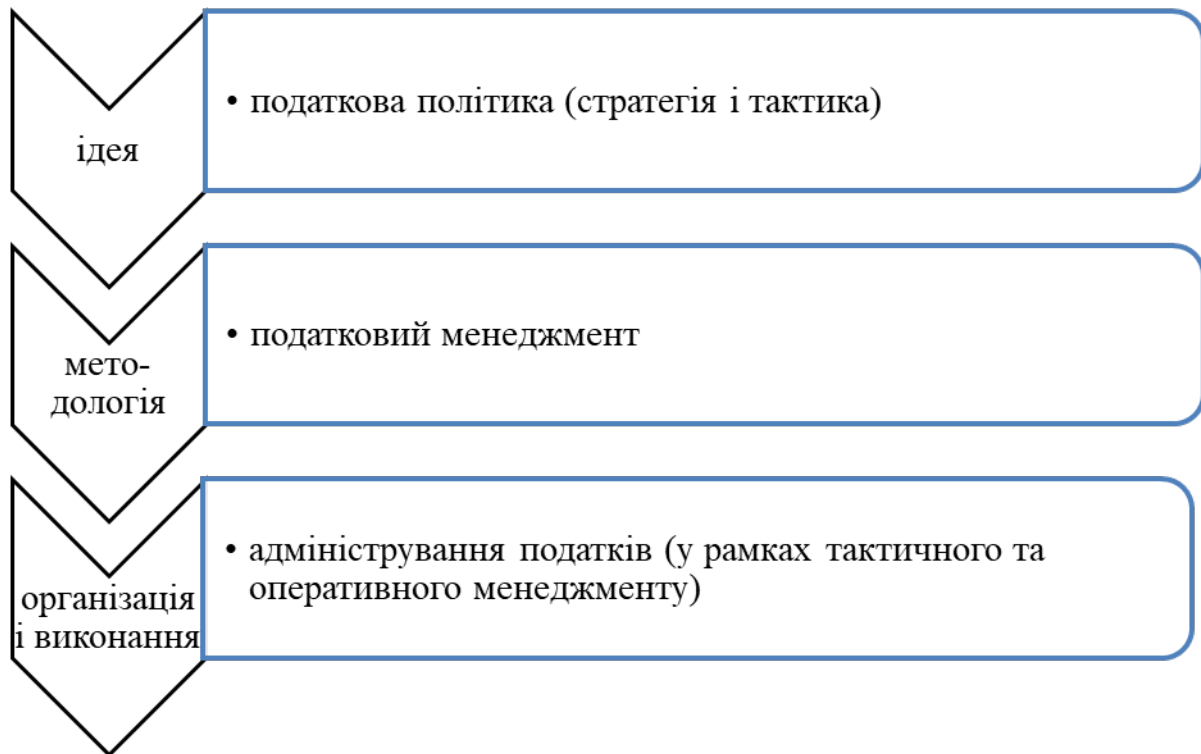 ідея
• податкова політика (стратегія і тактика)
мето-
дологія
• податковий менеджмент
організація
і виконання
• адміністрування податків (у рамках тактичного та
оперативного менеджменту)